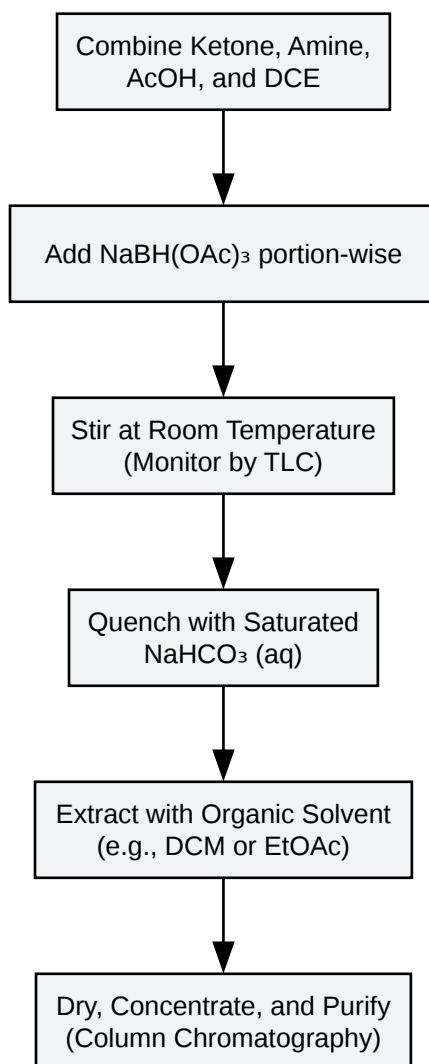 Combine Ketone, Amine,
AcOH, and DCE
Add NaBH(OAc)₃ portion-wise
Stir at Room Temperature
(Monitor by TLC)
Quench with Saturated
NaHCO₃ (aq)
Extract with Organic Solvent
(e.g., DCM or EtOAc)
Dry, Concentrate, and Purify
(Column Chromatography)